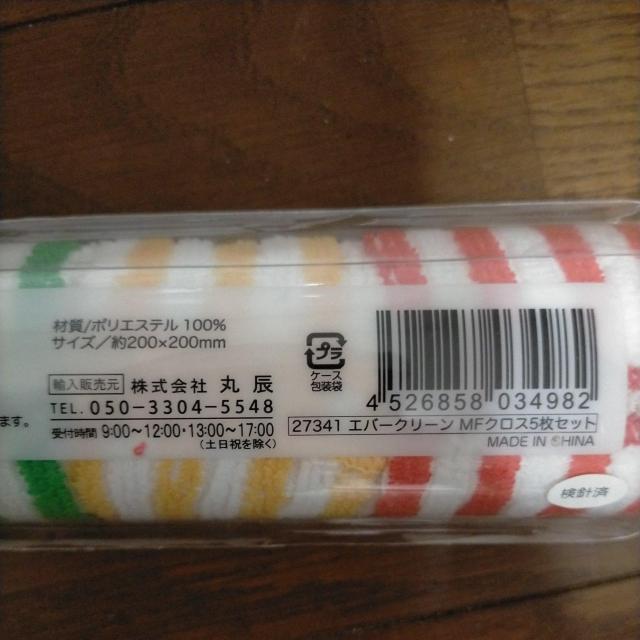 材質/ポリエステル 100%
サイズ/約200×200mm
輸入販売元 株式会社 丸辰
TEL.050-3304-5548
ます。
受付時間 9:00～12:00・13:00～17:00
(土日祝を除く)
プラ
ケース
包装袋
4 526858 034982
27341 エバークリーン MFクロス5枚セット
MADE IN CHINA
検針済